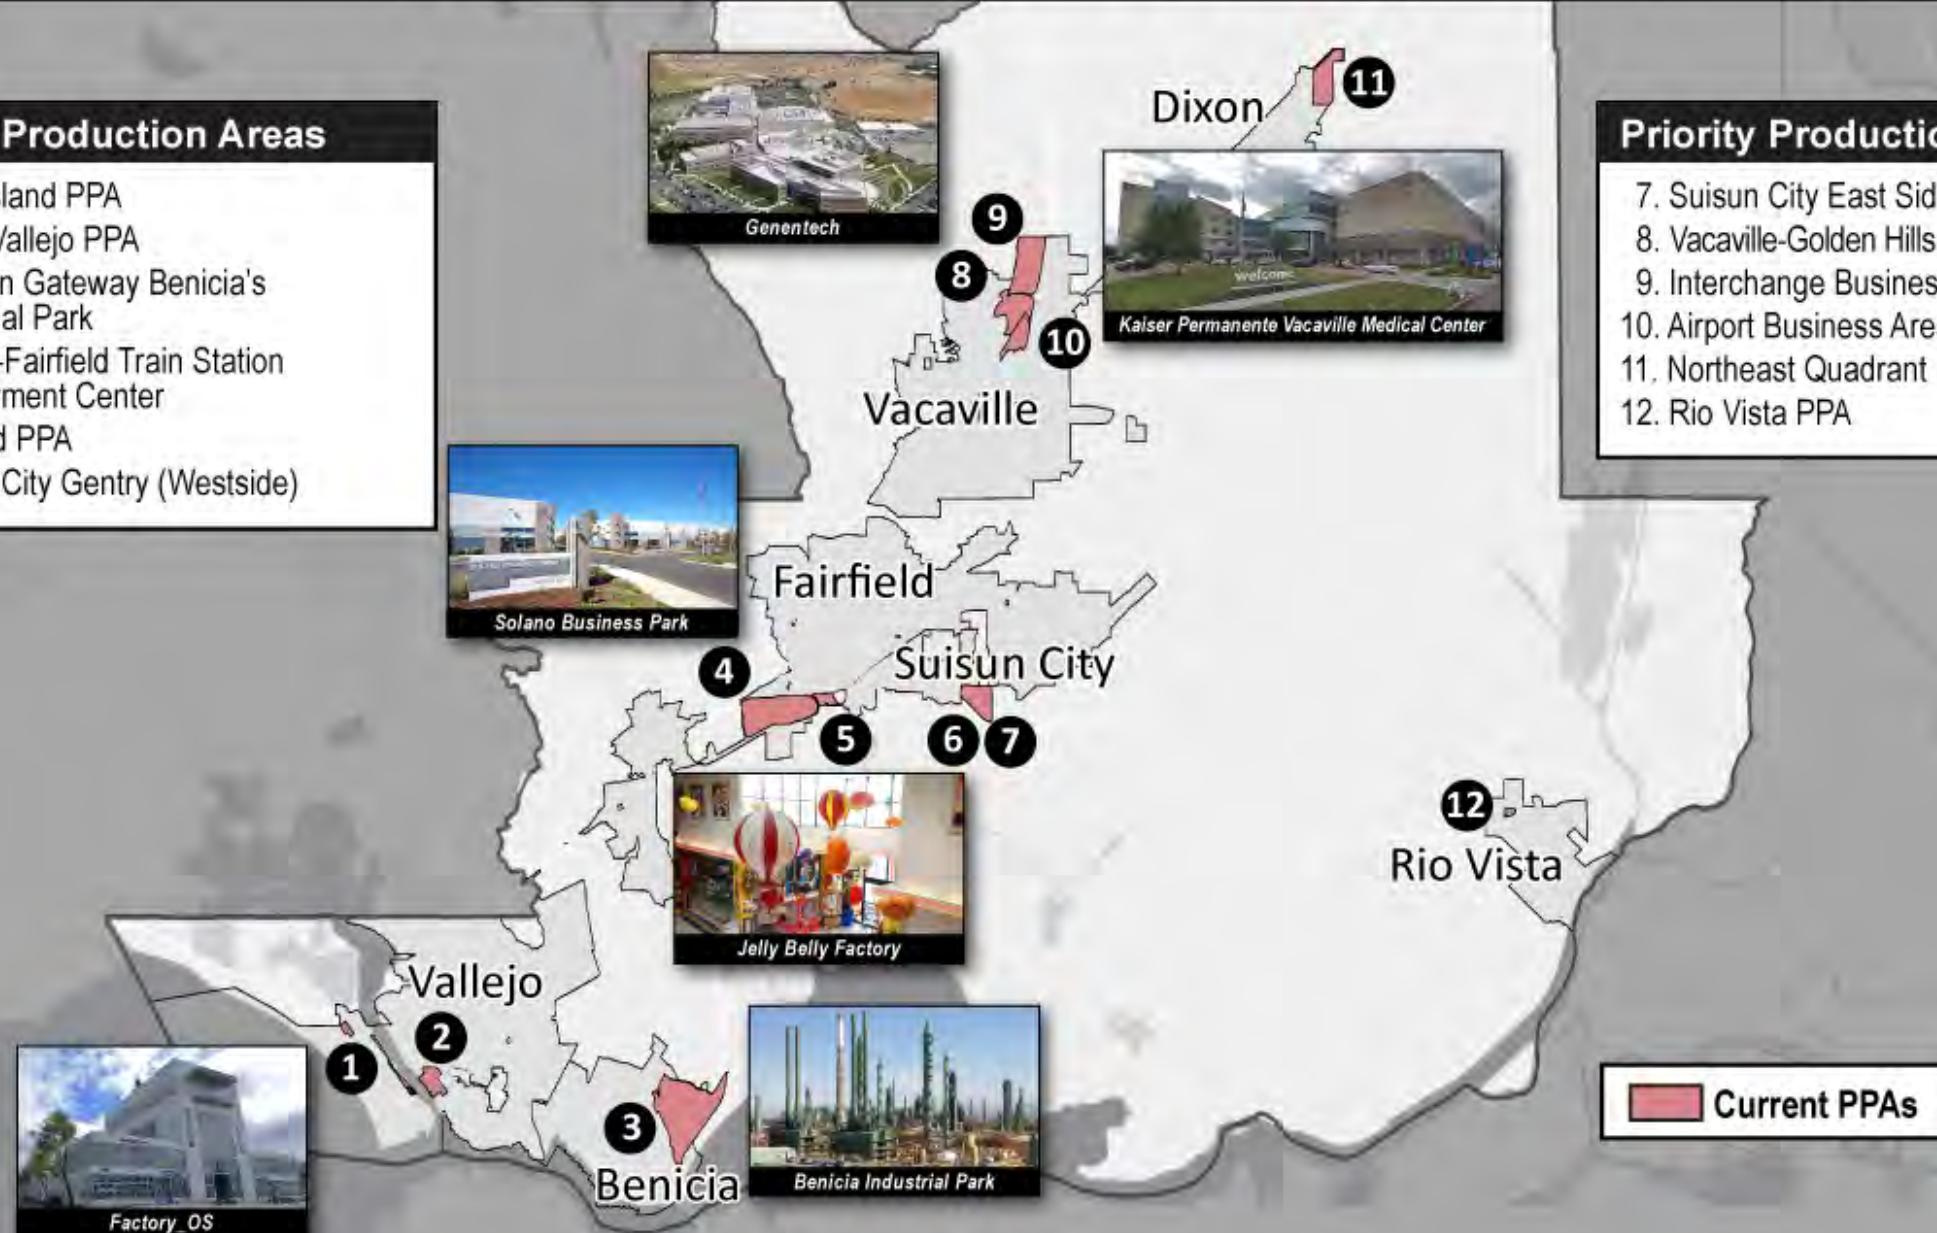 Production Areas
sland PPA
Vallejo PPA
n Gateway Benicia's
al Park
-Fairfield Train Station
ment Center
d PPA
City Gentry (Westside)
Genentech
Dixon
11
welcome
Kaiser Permanente Vacaville Medical Center
9
8
10
Vacaville
Priority Productio
7. Suisun City East Sid
8. Vacaville-Golden Hills
9. Interchange Busines
10. Airport Business Are
11. Northeast Quadrant
12. Rio Vista PPA
Solano Business Park
Fairfield
Suisun City
4
5
6
7
12
Rio Vista
Jelly Belly Factory
Vallejo
2
1
3
Benicia
Factory_OS
Benicia Industrial Park
Current PPAs